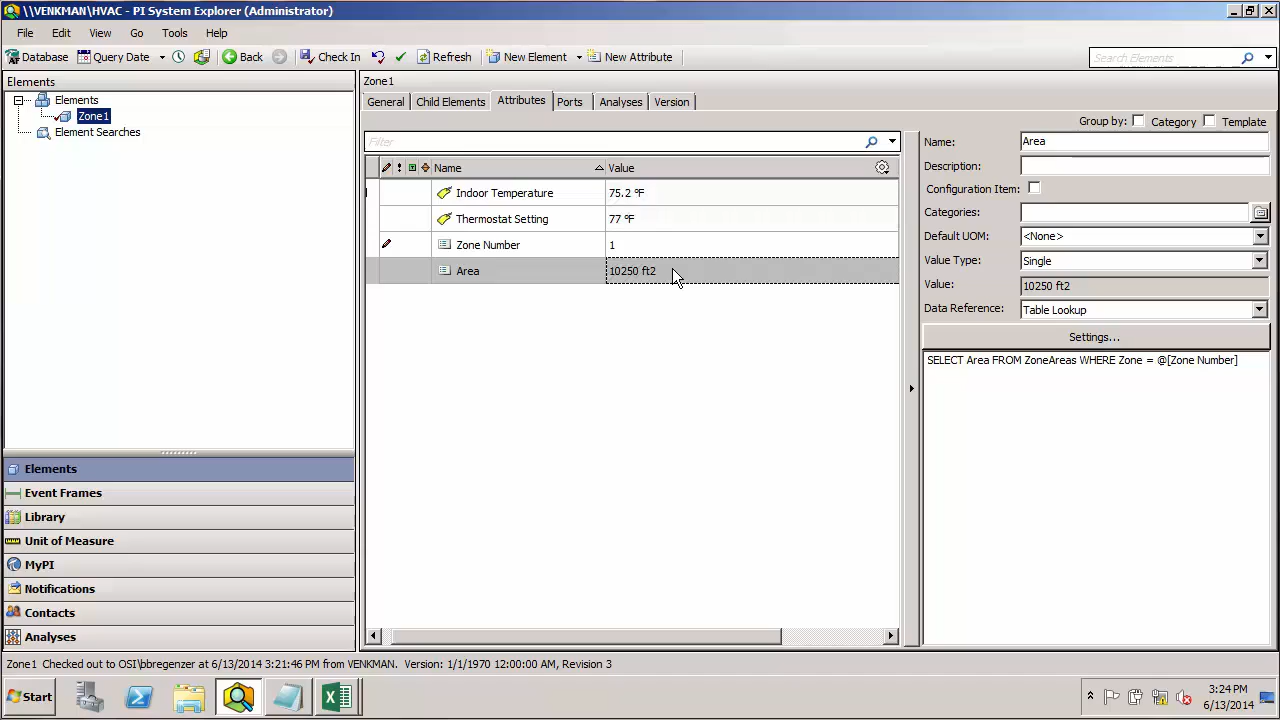 \\VENKMAN\HVAC - PI System Explorer (Administrator)
File Edit View Go Tools Help
Database Query Date Back Check In Refresh New Element New Attribute Search Elements
Elements
Elements
Zone1
Element Searches
Elements
Event Frames
Library
Unit of Measure
MyPI
Notifications
Contacts
Analyses
Zone1
General Child Elements Attributes Ports Analyses Version
Group by: Category Template
Filter
Name Value
Indoor Temperature 75.2 °F
Thermostat Setting 77 °F
Zone Number 1
Area 10250 ft2
Name: Area
Description:
Configuration Item:
Categories:
Default UOM: <None>
Value Type: Single
Value: 10250 ft2
Data Reference: Table Lookup
Settings...
SELECT Area FROM ZoneAreas WHERE Zone = @[Zone Number]
Zone1 Checked out to OSI\bbregenzer at 6/13/2014 3:21:46 PM from VENKMAN. Version: 1/1/1970 12:00:00 AM, Revision 3
Start
3:24 PM
6/13/2014